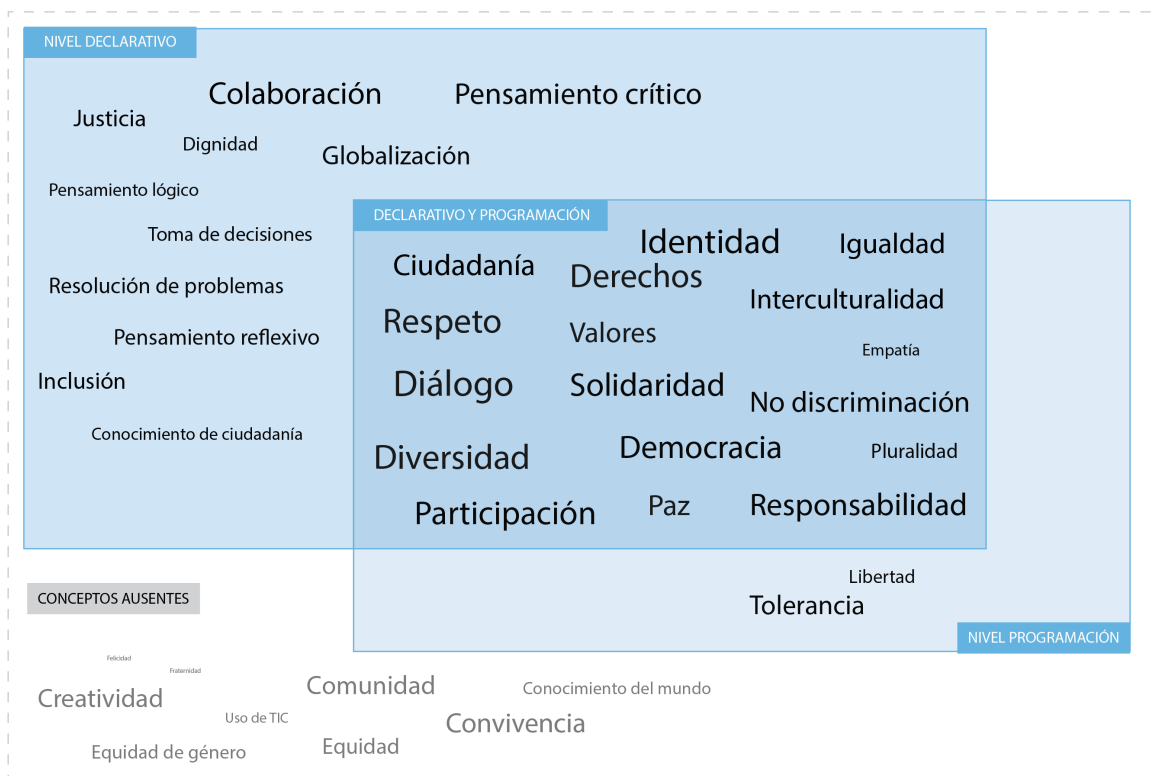 NIVEL DECLARATIVO
Colaboración
Pensamiento crítico
Justicia
Dignidad
Globalización
Pensamiento lógico
Toma de decisiones
Resolución de problemas
Pensamiento reflexivo
Inclusión
Conocimiento de ciudadanía
DECLARATIVO Y PROGRAMACIÓN
Identidad
Igualdad
Ciudadanía
Derechos
Interculturalidad
Respeto
Valores
Empatía
Diálogo
Solidaridad
No discriminación
Democracia
Pluralidad
Diversidad
Participación
Paz
Responsabilidad
Libertad
Tolerancia
NIVEL PROGRAMACIÓN
CONCEPTOS AUSENTES
Felicidad
Fraternidad
Creatividad
Comunidad
Conocimiento del mundo
Uso de TIC
Convivencia
Equidad de género
Equidad